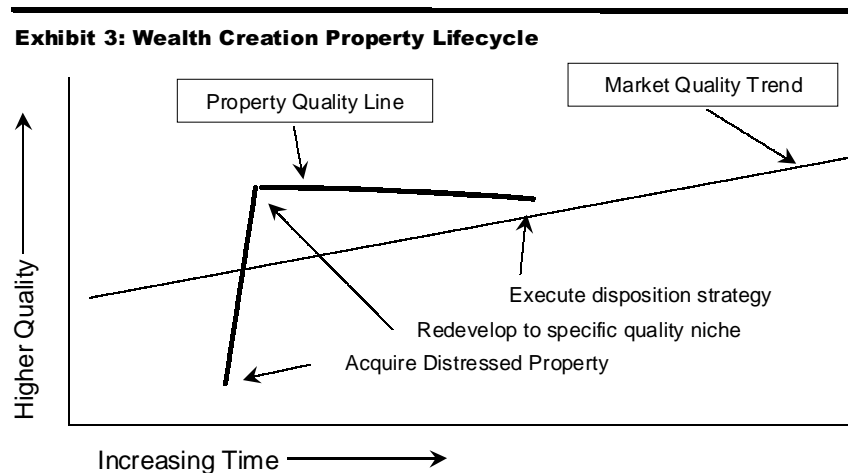 Exhibit 3: Wealth Creation Property Lifecycle
Property Quality Line
Market Quality Trend
Higher Quality
Execute disposition strategy
Redevelop to specific quality niche
Acquire Distressed Property
Increasing Time